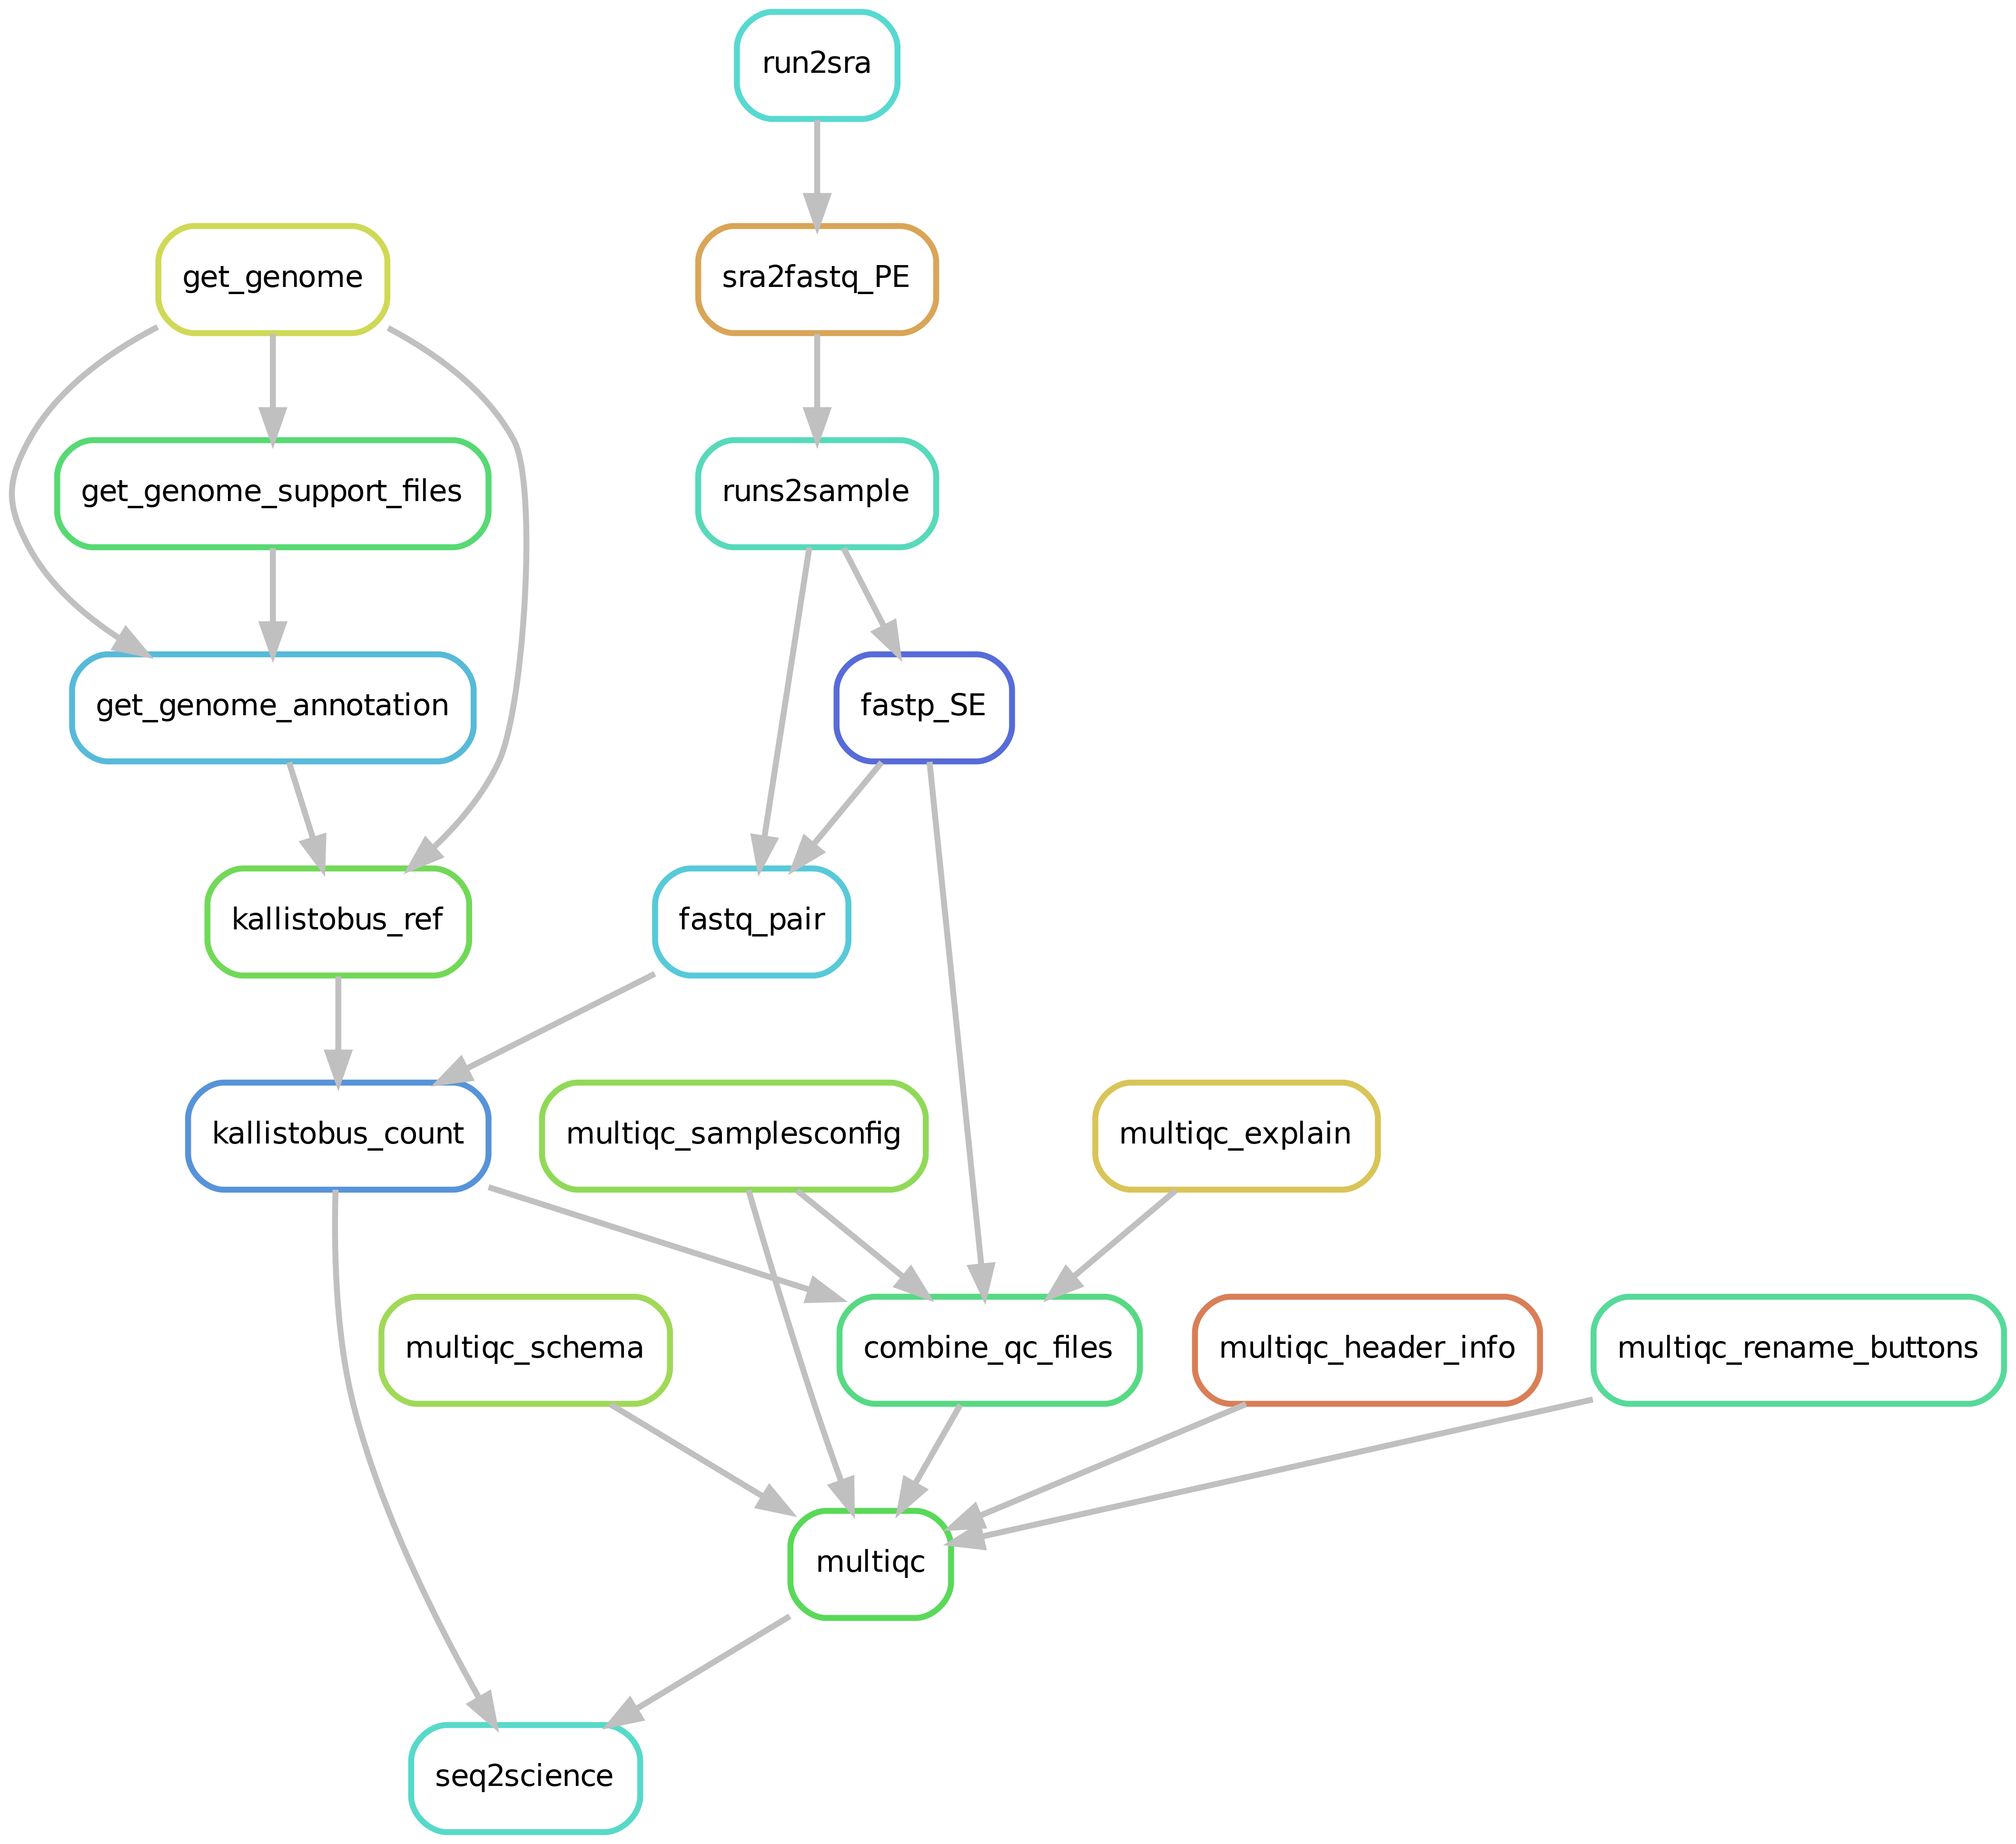 run2sra
get_genome
sra2fastq_PE
get_genome_support_files
runs2sample
get_genome_annotation
fastp_SE
kallistobus_ref
fastq_pair
kallistobus_count
multiqc_samplesconfig
multiqc_explain
multiqc_schema
combine_qc_files
multiqc_header_info
multiqc_rename_buttons
multiqc
seq2science